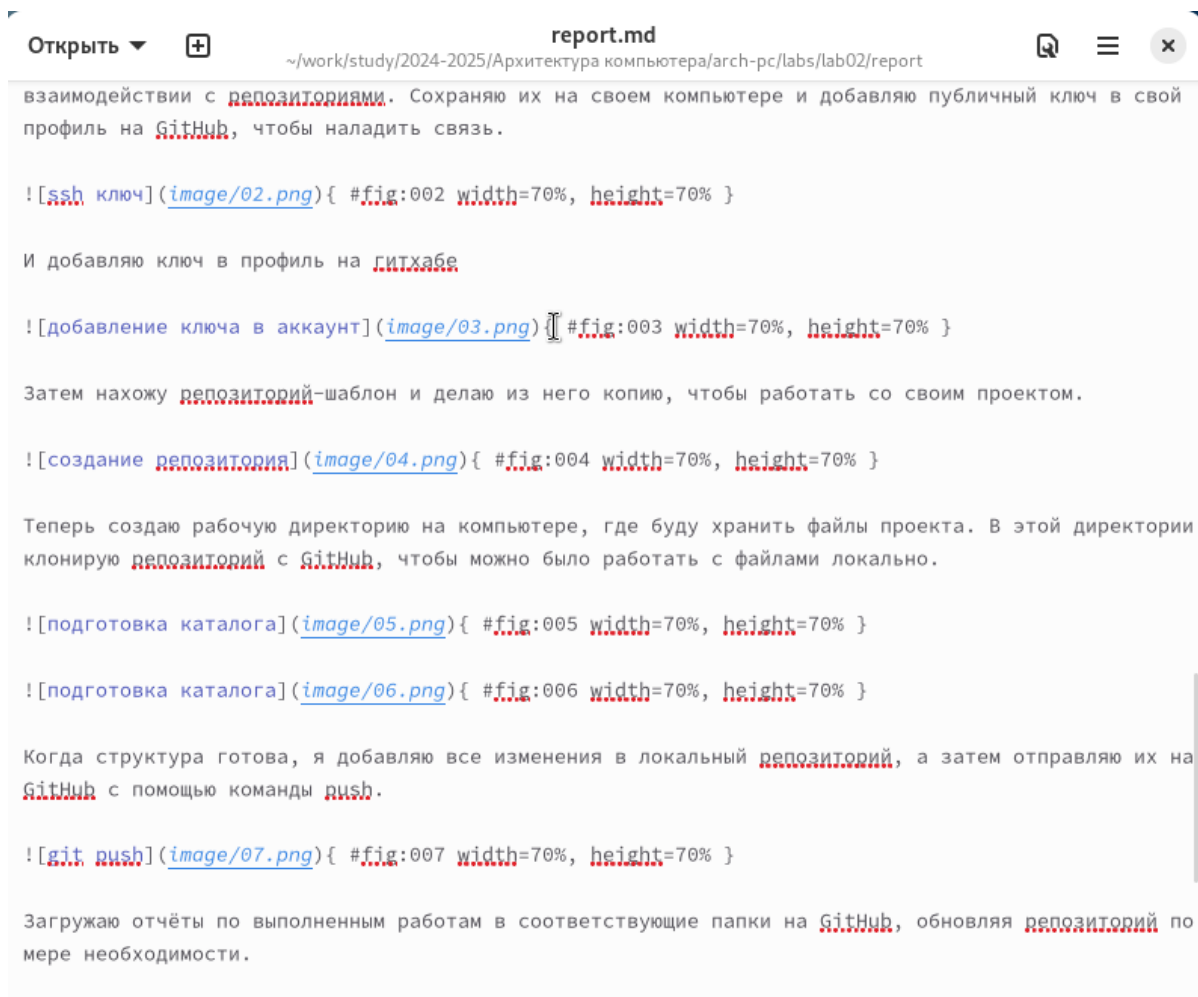 Открыть
report.md
~/work/study/2024-2025/Архитектура компьютера/arch-pc/labs/lab02/report
взаимодействии с репозиториями. Сохраняю их на своем компьютере и добавляю публичный ключ в свой
профиль на GitHub, чтобы наладить связь.
![ssh ключ](image/02.png){ #fig:002 width=70%, height=70% }
И добавляю ключ в профиль на гитхабе
![добавление ключа в аккаунт](image/03.png){ #fig:003 width=70%, height=70% }
Затем нахожу репозиторий-шаблон и делаю из него копию, чтобы работать со своим проектом.
![создание репозитория](image/04.png){ #fig:004 width=70%, height=70% }
Теперь создаю рабочую директорию на компьютере, где буду хранить файлы проекта. В этой директории
клонирую репозиторий с GitHub, чтобы можно было работать с файлами локально.
![подготовка каталога](image/05.png){ #fig:005 width=70%, height=70% }
![подготовка каталога](image/06.png){ #fig:006 width=70%, height=70% }
Когда структура готова, я добавляю все изменения в локальный репозиторий, а затем отправляю их на
GitHub с помощью команды push.
![git push](image/07.png){ #fig:007 width=70%, height=70% }
Загружаю отчёты по выполненным работам в соответствующие папки на GitHub, обновляя репозиторий по
мере необходимости.